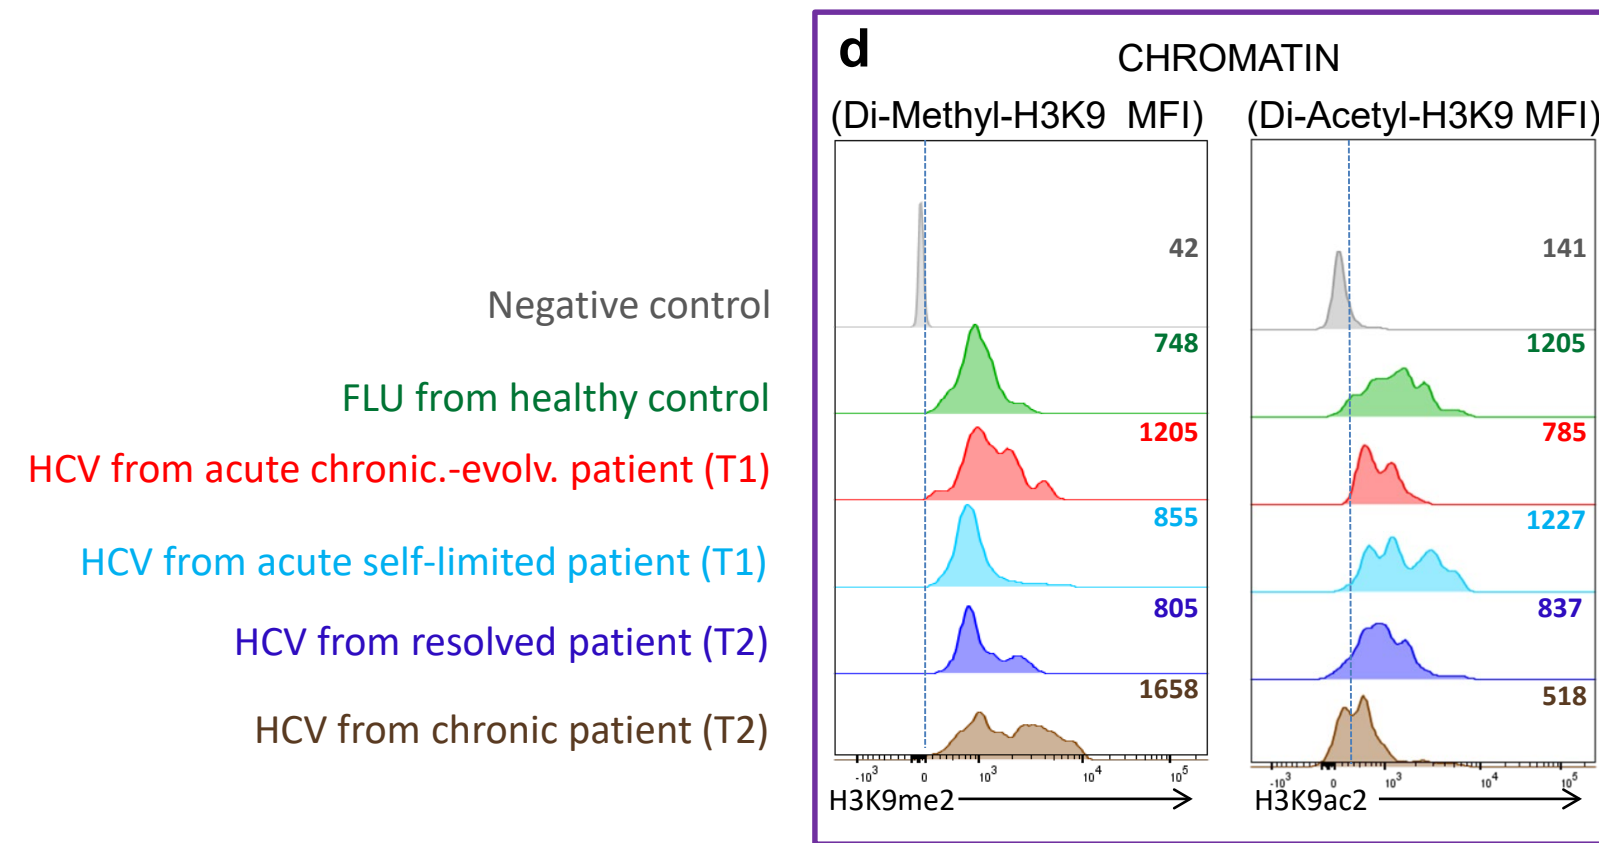 d
CHROMATIN
(Di-Methyl-H3K9 MFI) (Di-Acetyl-H3K9 MFI)
Negative control 42 141
FLU from healthy control 748 1205
HCV from acute chronic.-evolv. patient (T1) 1205 785
HCV from acute self-limited patient (T1) 855 1227
HCV from resolved patient (T2) 805 837
HCV from chronic patient (T2) 1658 518
-10³ 0 10³ 10⁴ 10⁵ -10³ 0 10³ 10⁴ 10⁵
H3K9me2 H3K9ac2